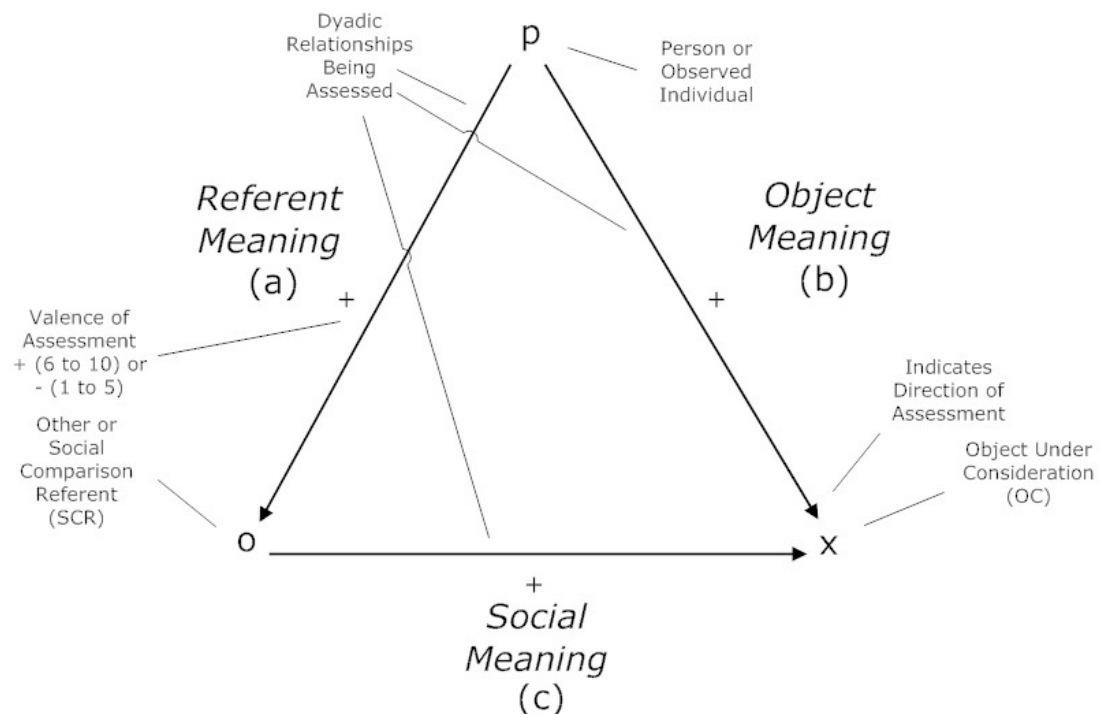 Dyadic
Relationships
Being
Assessed
p
Person or
Observed
Individual
Referent
Meaning
(a)
+
Object
Meaning
(b)
+
Valence of
Assessment
+ (6 to 10) or
- (1 to 5)
Other or
Social
Comparison
Referent
(SCR)
Indicates
Direction of
Assessment
Object Under
Consideration
(OC)
o
x
+
Social
Meaning
(c)